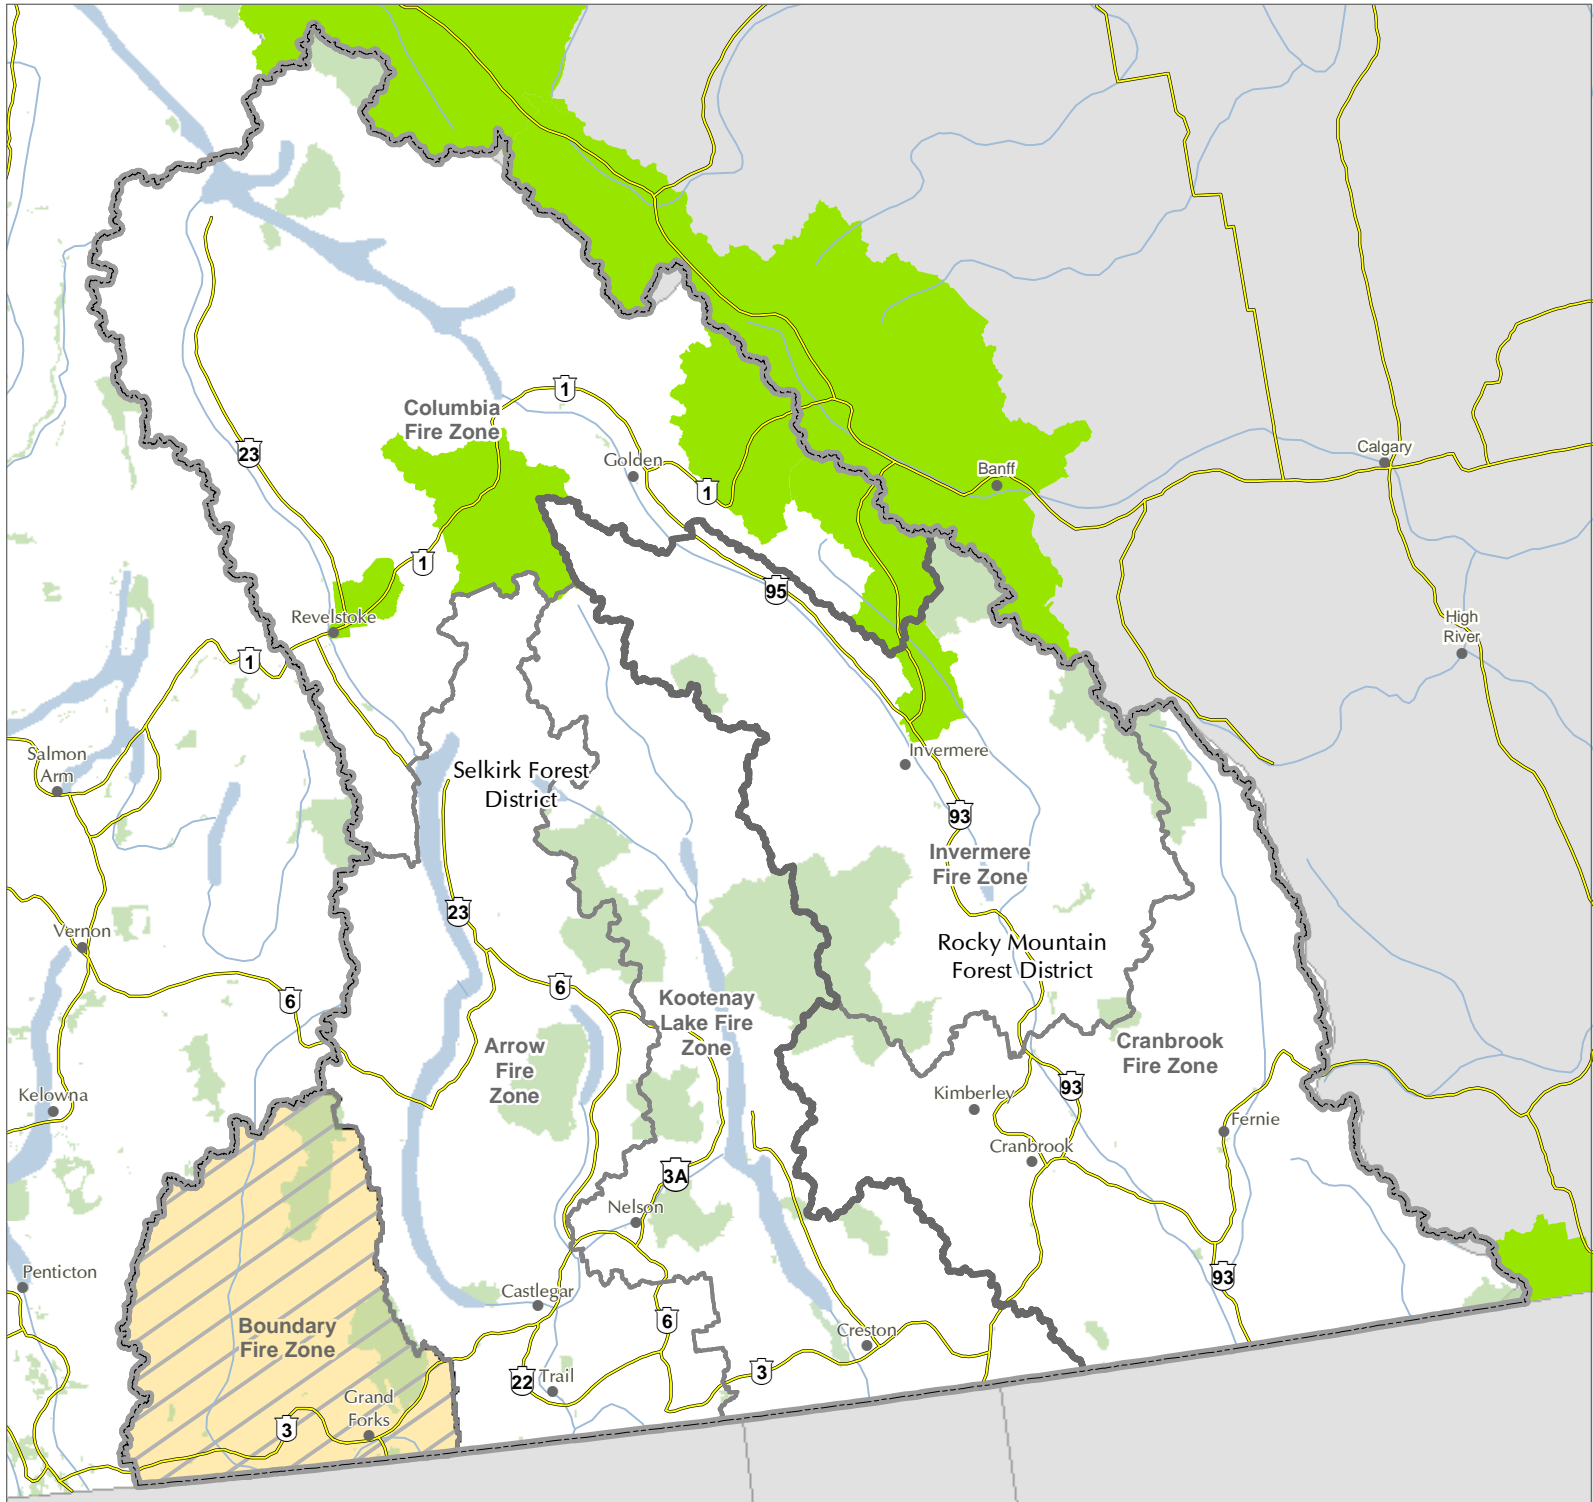 1
Columbia
Fire Zone
23
Golden
Calgary
Banff
1
1
95
Revelstoke
High
River
1
Salmon
Arm
Invermere
Selkirk Forest
District
93
Invermere
Fire Zone
23
Vernon
Rocky Mountain
Forest District
6
6
Kootenay
Lake Fire
Zone
Arrow
Fire
Zone
Cranbrook
Fire Zone
Kelowna
93
Kimberley
Fernie
Cranbrook
3A
Nelson
Penticton
93
Castlegar
Boundary
Fire Zone
6
Creston
22
Trail
3
Grand
Forks
3